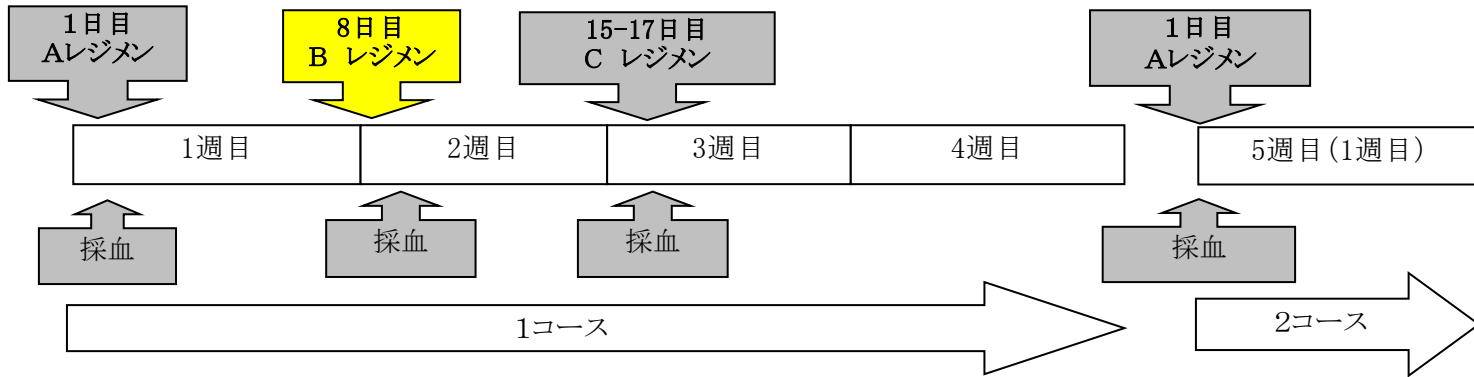 1日目
Aレジメン
8日目
B レジメン
15-17日目
C レジメン
1日目
Aレジメン
1週目
2週目
3週目
4週目
5週目(1週目)
採血
採血
採血
採血
1コース
2コース